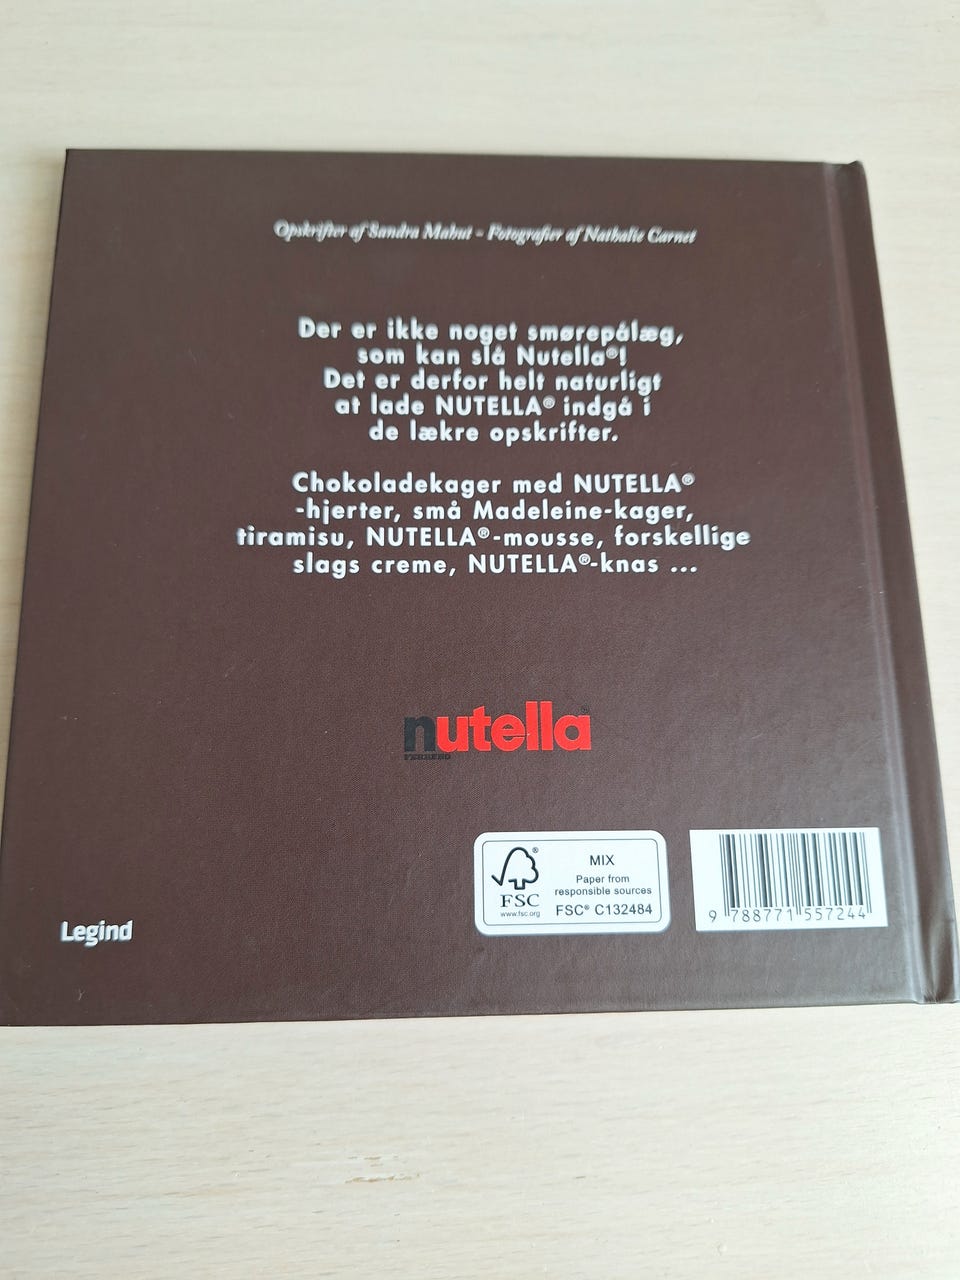 Opskrifter af Sandra Mahut - Fotografier af Nathalie Carnet
Der er ikke noget smørepålæg,
som kan slå Nutella®!
Det er derfor helt naturligt
at lade NUTELLA® indgå i
de lækre opskrifter.
Chokoladekager med NUTELLA®
-hjerter, små Madeleine-kager,
tiramisu, NUTELLA®-mousse, forskellige
slags creme, NUTELLA®-knas ...
nutella®
FERRERO
FSC®
www.fsc.org
MIX
Paper from
responsible sources
FSC® C132484
9 788771 557244
Legind